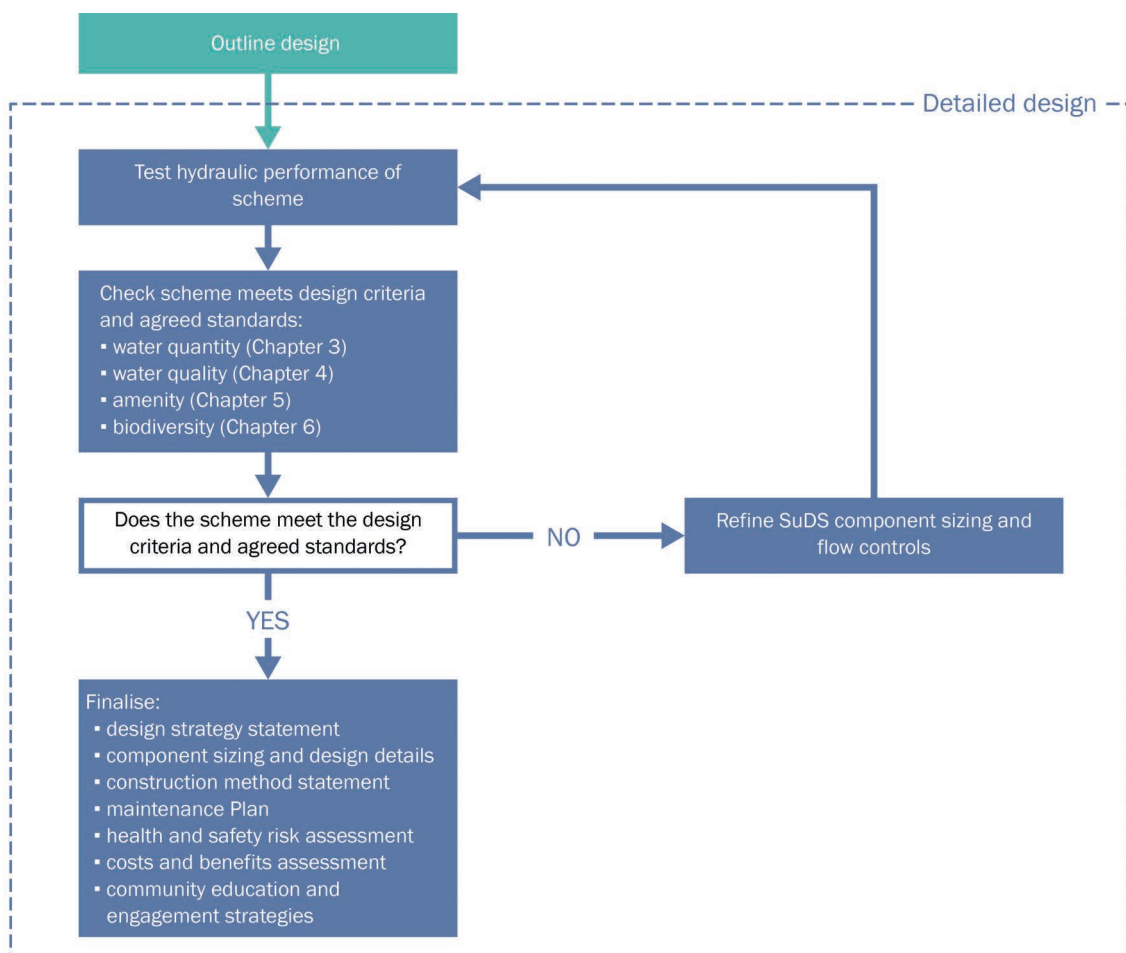 Outline design
Detailed design
Test hydraulic performance of
scheme
Check scheme meets design criteria
and agreed standards:
▪ water quantity (Chapter 3)
▪ water quality (Chapter 4)
▪ amenity (Chapter 5)
▪ biodiversity (Chapter 6)
Does the scheme meet the design
criteria and agreed standards?
NO
Refine SuDS component sizing and
flow controls
YES
Finalise:
▪ design strategy statement
▪ component sizing and design details
▪ construction method statement
▪ maintenance Plan
▪ health and safety risk assessment
▪ costs and benefits assessment
▪ community education and
engagement strategies